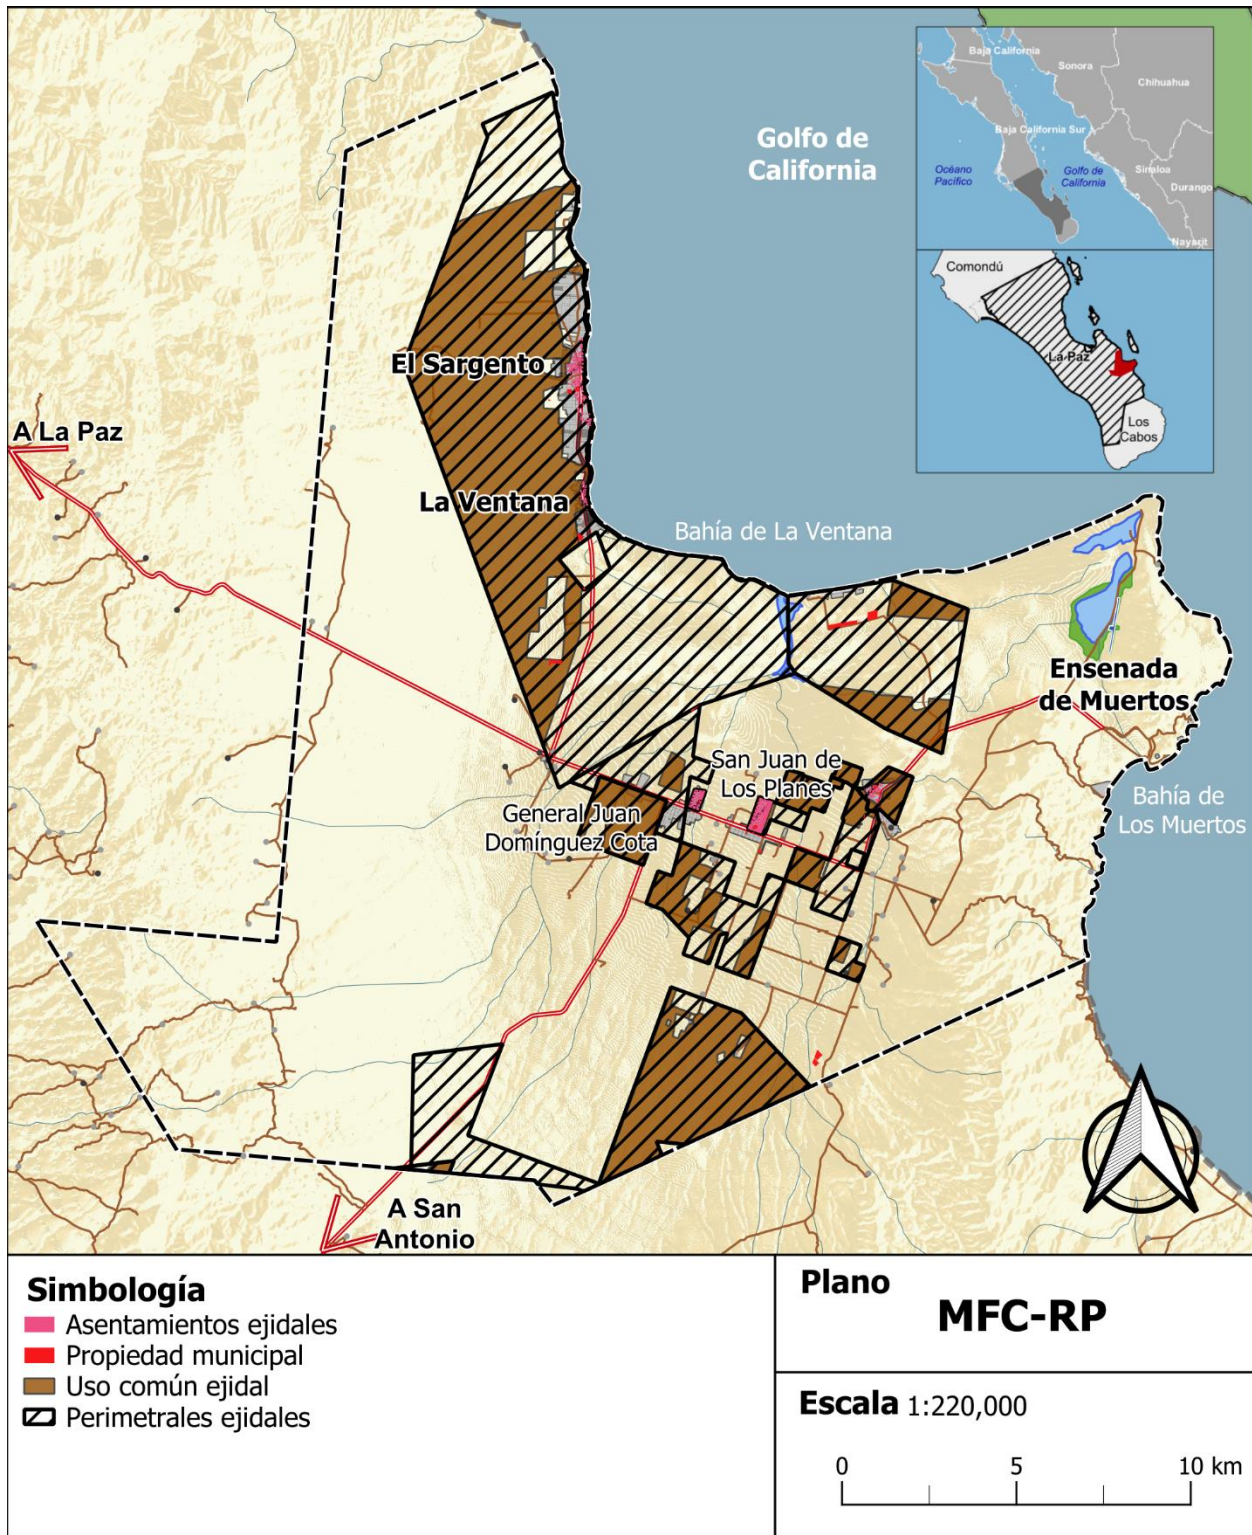 Golfo de
California
Baja California
Sonora
Chihuahua
Baja California Sur
Océano
Pacífico
Golfo de
California
Sinaloa
Durango
Nayarit
Comondú
La Paz
Los
Cabos
El Sargento
A La Paz
La Ventana
Bahía de La Ventana
Ensenada
de Muertos
San Juan de
Los Planes
General Juan
Domínguez Cota
Bahía de
Los Muertos
A San
Antonio
Simbología
Asentamientos ejidales
Propiedad municipal
Uso común ejidal
Perimetrales ejidales
Plano
MFC-RP
Escala 1:220,000
0 5 10 km